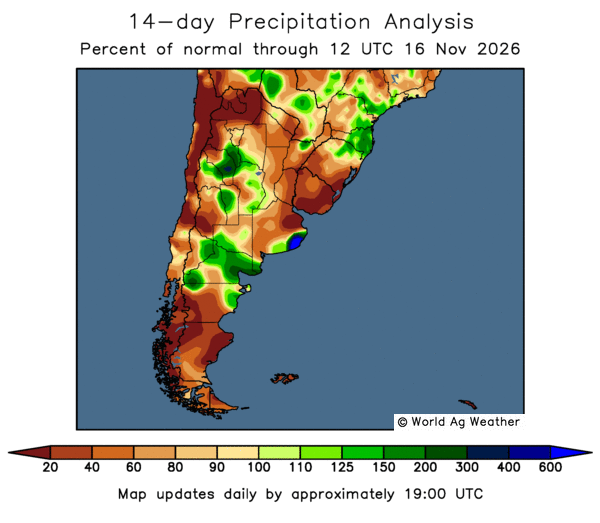 14-day Precipitation Analysis
Percent of normal through 12 UTC 16 Nov 2026
© World Ag Weather
20 40 60 80 90 100 110 125 150 200 300 400 600
Map updates daily by approximately 19:00 UTC